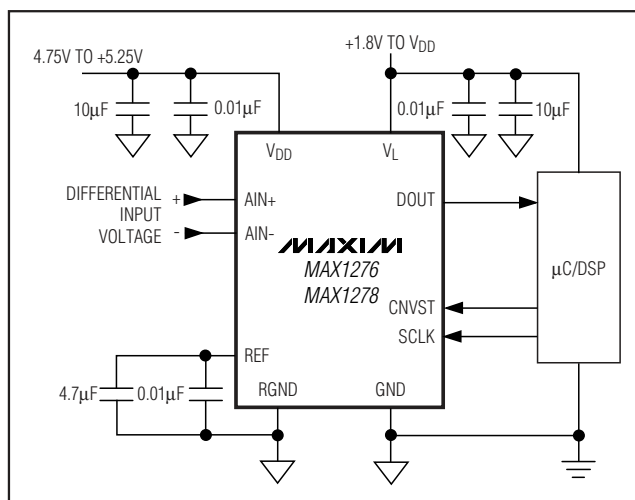 4.75V TO +5.25V
+1.8V TO VDD
10µF
0.01µF
0.01µF
10µF
VDD
VL
DIFFERENTIAL
INPUT
VOLTAGE
+
-
AIN+
AIN-
DOUT
MAXIM
MAX1276
MAX1278
µC/DSP
CNVST
SCLK
REF
4.7µF
0.01µF
RGND
GND